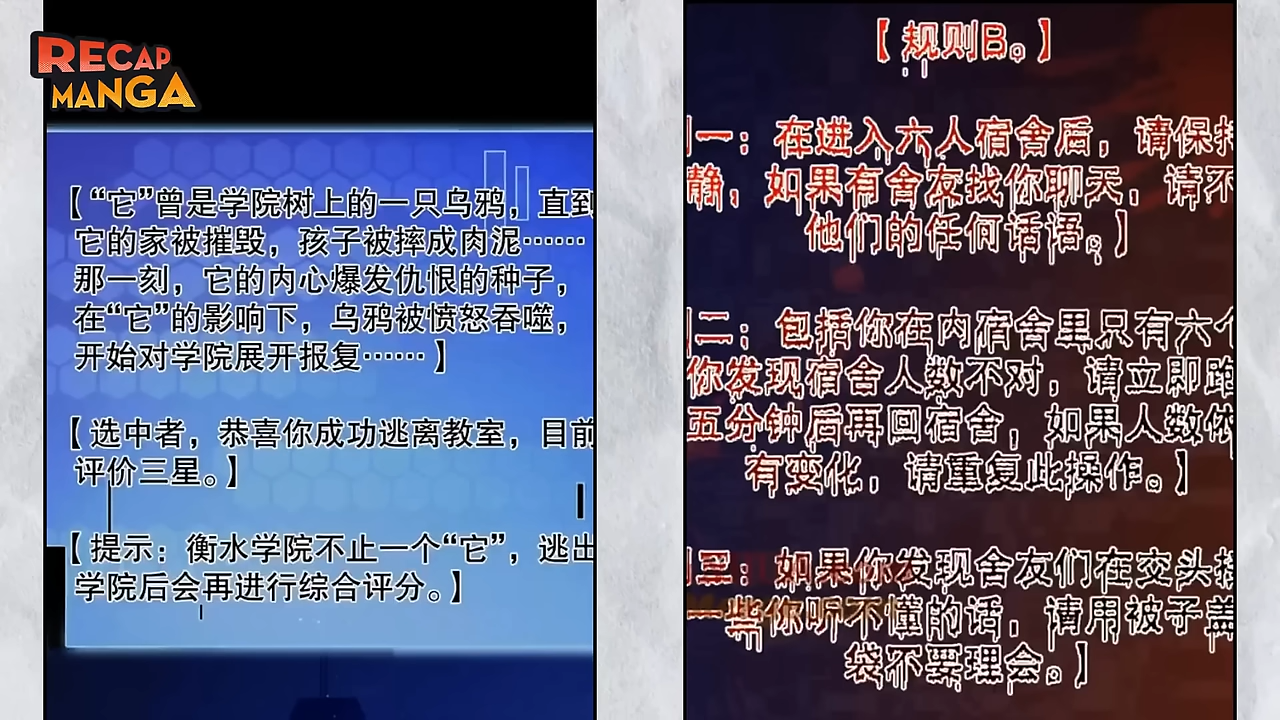 RECAP
MANGA
【“它”曾是学院树上的一只乌鸦，直到
它的家被摧毁，孩子被摔成肉泥……
那一刻，它的内心爆发仇恨的种子，
在“它”的影响下，乌鸦被愤怒吞噬，
开始对学院展开报复……】
【选中者，恭喜你成功逃离教室，目前
评价三星。】
【提示：衡水学院不止一个“它”，逃出
学院后会再进行综合评分。】
【规则B。】
一：在进入六人宿舍后，请保持
静，如果有舍友找你聊天，请不
他们的任何话语。】
二：包括你在内宿舍里只有六个
你发现宿舍人数不对，请立即跑
五分钟后再回宿舍，如果人数依
有变化，请重复此操作。】
三：如果你发现舍友们在交头接
一些你听不懂的话，请用被子盖
袋不要理会。】